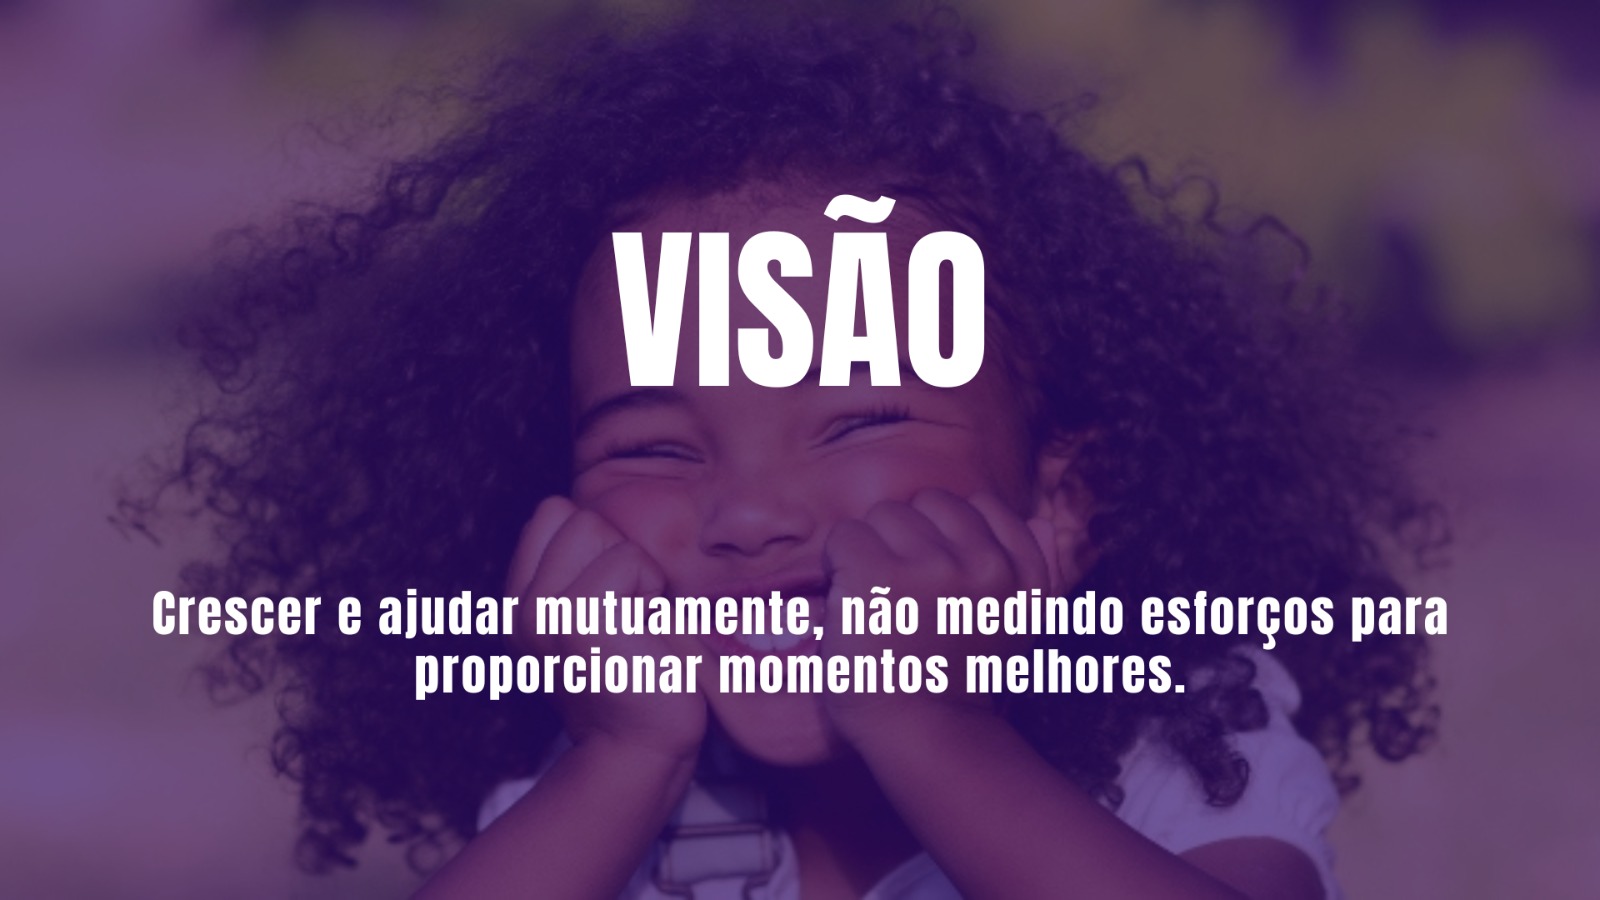 VISÃO
Crescer e ajudar mutuamente, não medindo esforços para
proporcionar momentos melhores.